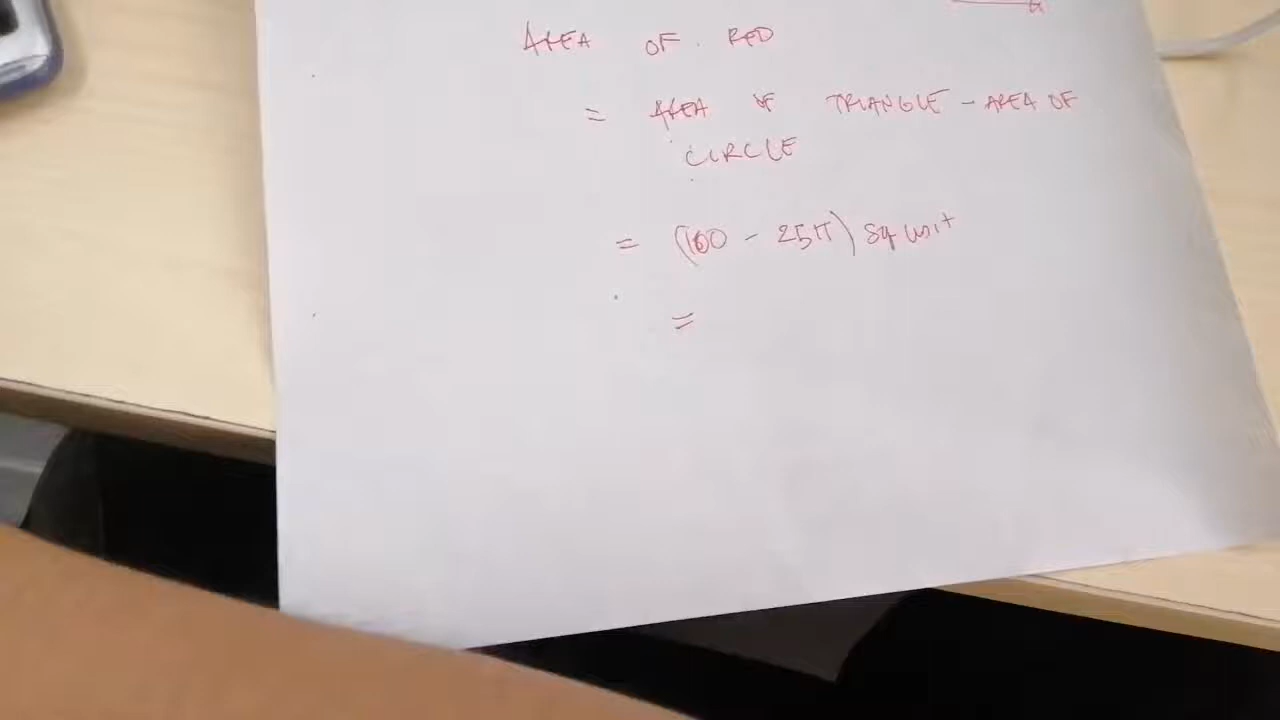 AREA OF RED
= AREA OF TRIANGLE - AREA OF
CIRCLE
= (100 - 25π) sq unit
=